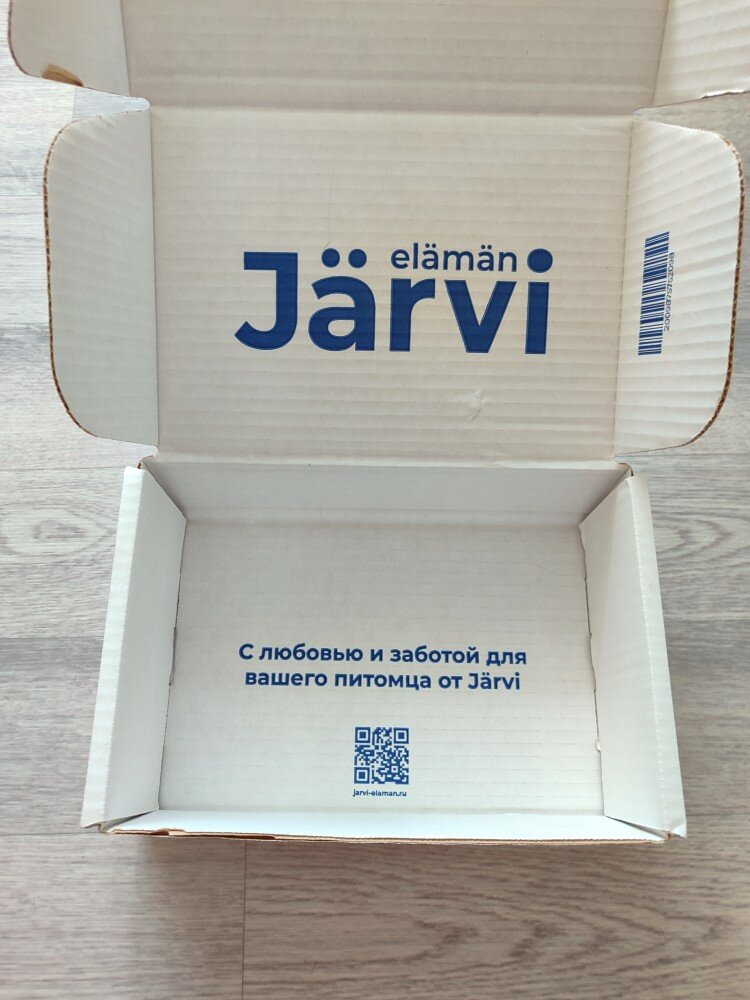 elämän
Järvi
С любовью и заботой для
вашего питомца от Järvi
jarvi-elaman.ru